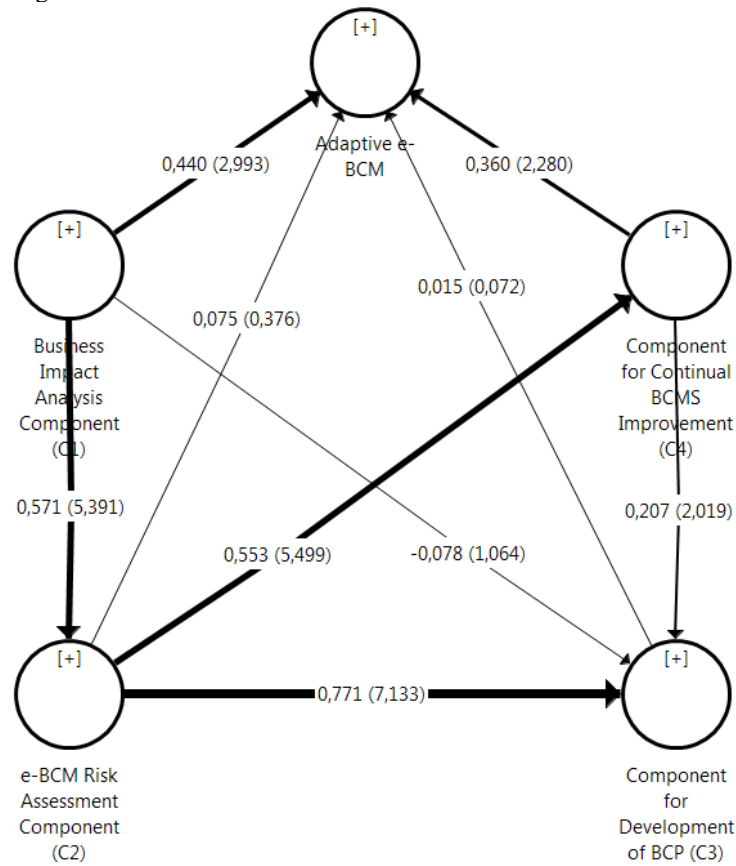 [+]
Adaptive e-
BCM
0,440 (2,993)
0,360 (2,280)
[+]
[+]
0,075 (0,376)
0,015 (0,072)
Business
Impact
Analysis
Component
(C1)
Component
for Continual
BCMS
Improvement
(C4)
0,571 (5,391)
0,207 (2,019)
0,553 (5,499)
-0,078 (1,064)
[+]
[+]
0,771 (7,133)
e-BCM Risk
Assessment
Component
(C2)
Component
for
Development
of BCP (C3)